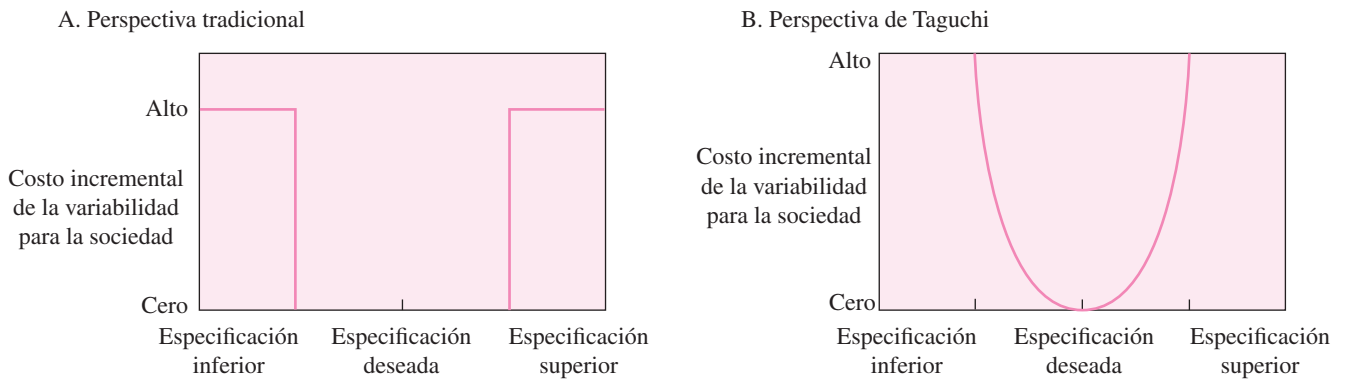 A. Perspectiva tradicional
Alto
Costo incremental
de la variabilidad
para la sociedad
Cero
Especificación
inferior
Especificación
deseada
Especificación
superior
B. Perspectiva de Taguchi
Alto
Costo incremental
de la variabilidad
para la sociedad
Cero
Especificación
inferior
Especificación
deseada
Especificación
superior